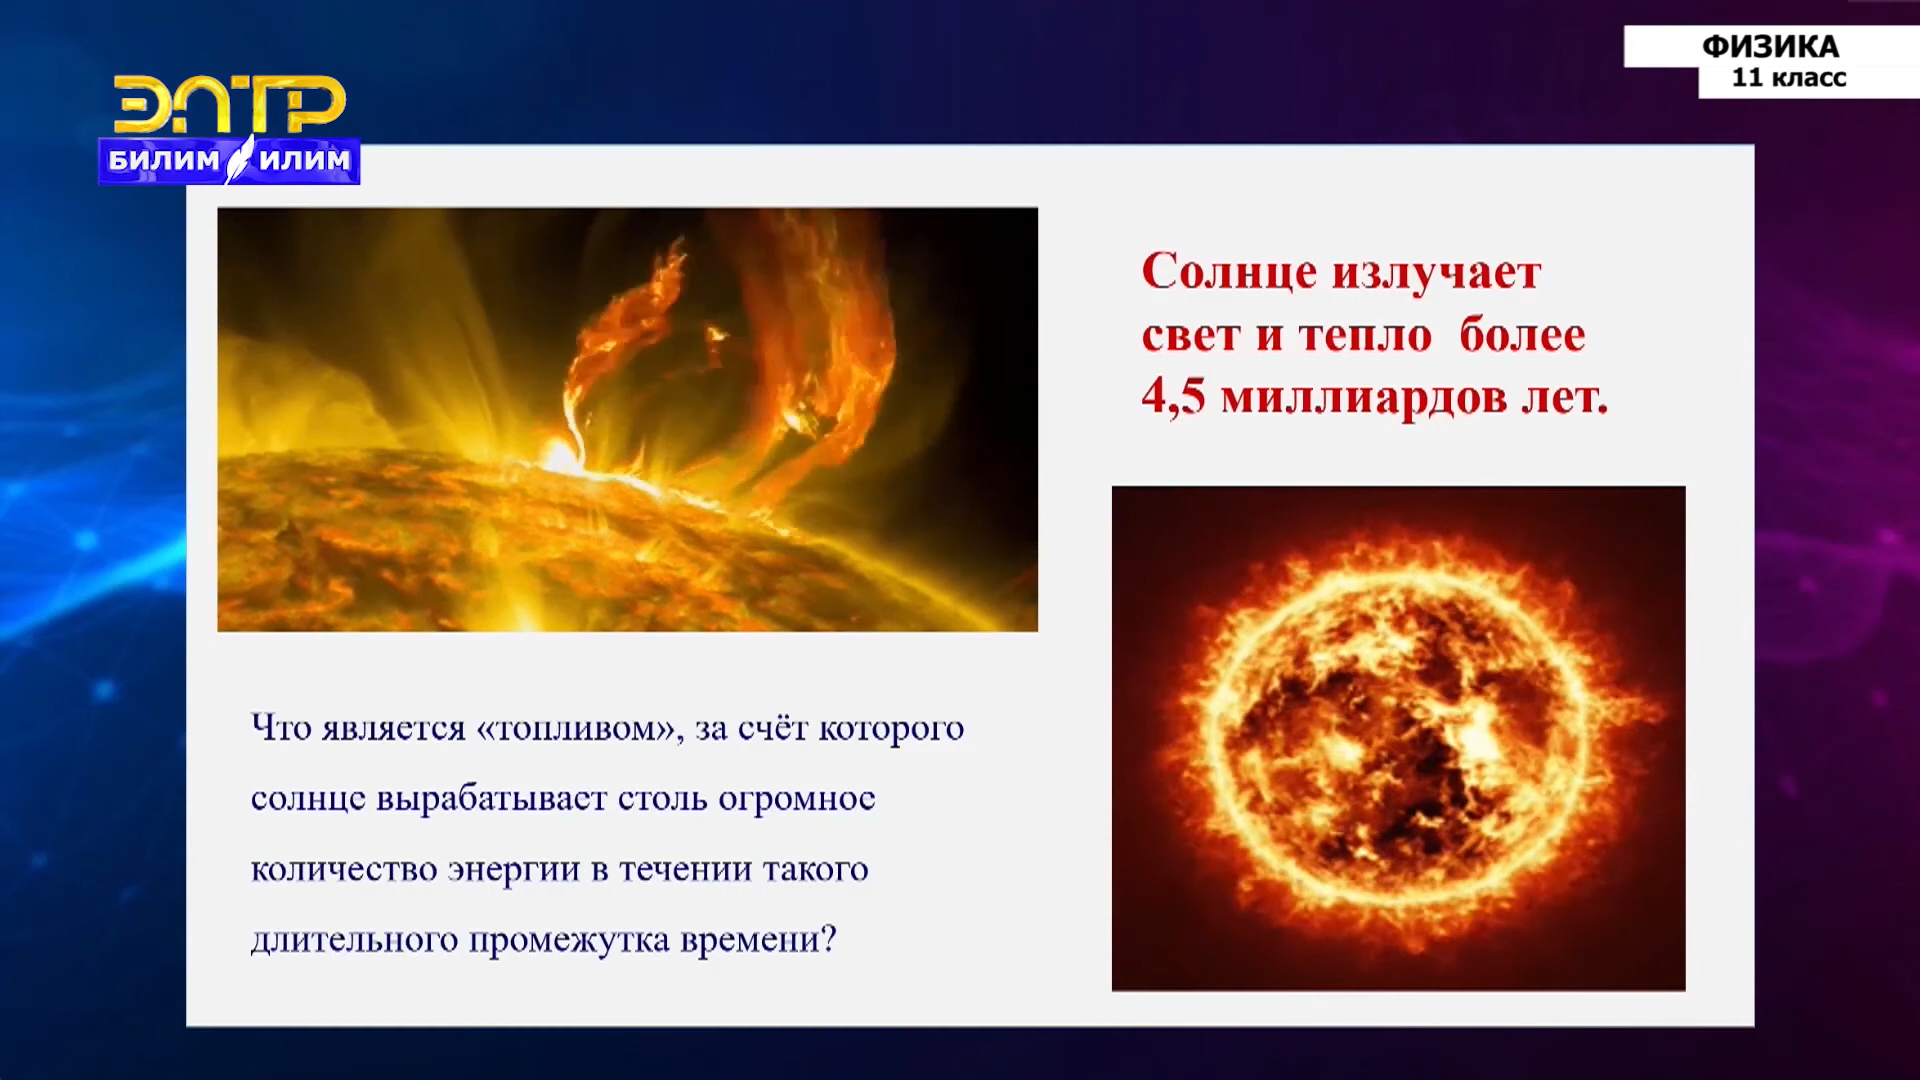 ФИЗИКА
11 класс
ЭЛТР
БИЛИМ ИЛИМ
Солнце излучает
свет и тепло более
4,5 миллиардов лет.
Что является «топливом», за счёт которого
солнце вырабатывает столь огромное
количество энергии в течении такого
длительного промежутка времени?